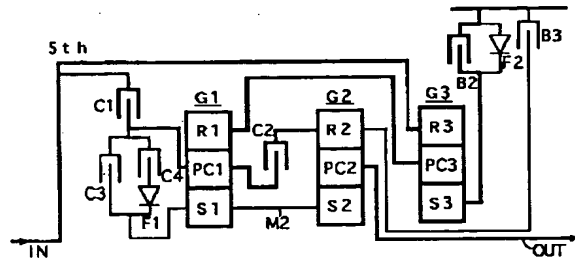 5th
B3
F2
B2
C1
G1
G2
G3
R1
C2
R2
R3
C3
C4
PC1
PC2
PC3
F1
S1
M2
S2
S3
IN
OUT